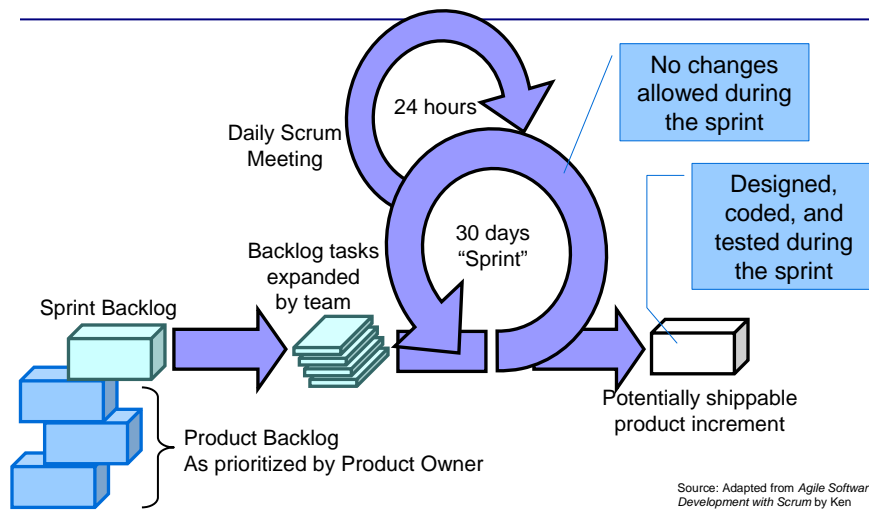 No changes
allowed during
the sprint
24 hours
Daily Scrum
Meeting
Designed,
coded, and
tested during
the sprint
30 days
“Sprint”
Backlog tasks
expanded
by team
Sprint Backlog
Potentially shippable
product increment
Product Backlog
As prioritized by Product Owner
Source: Adapted from Agile Softwar
Development with Scrum by Ken